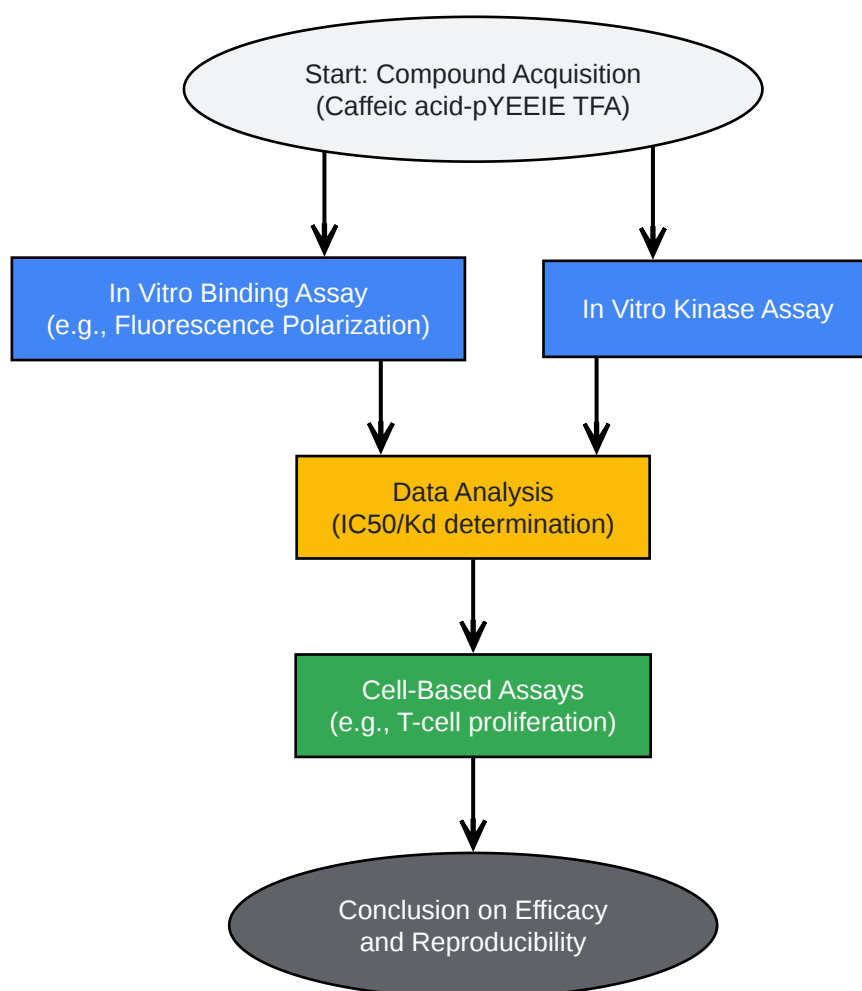 Start: Compound Acquisition
(Caffeic acid-pYEEIE TFA)
In Vitro Binding Assay
(e.g., Fluorescence Polarization)
In Vitro Kinase Assay
Data Analysis
(IC50/Kd determination)
Cell-Based Assays
(e.g., T-cell proliferation)
Conclusion on Efficacy
and Reproducibility